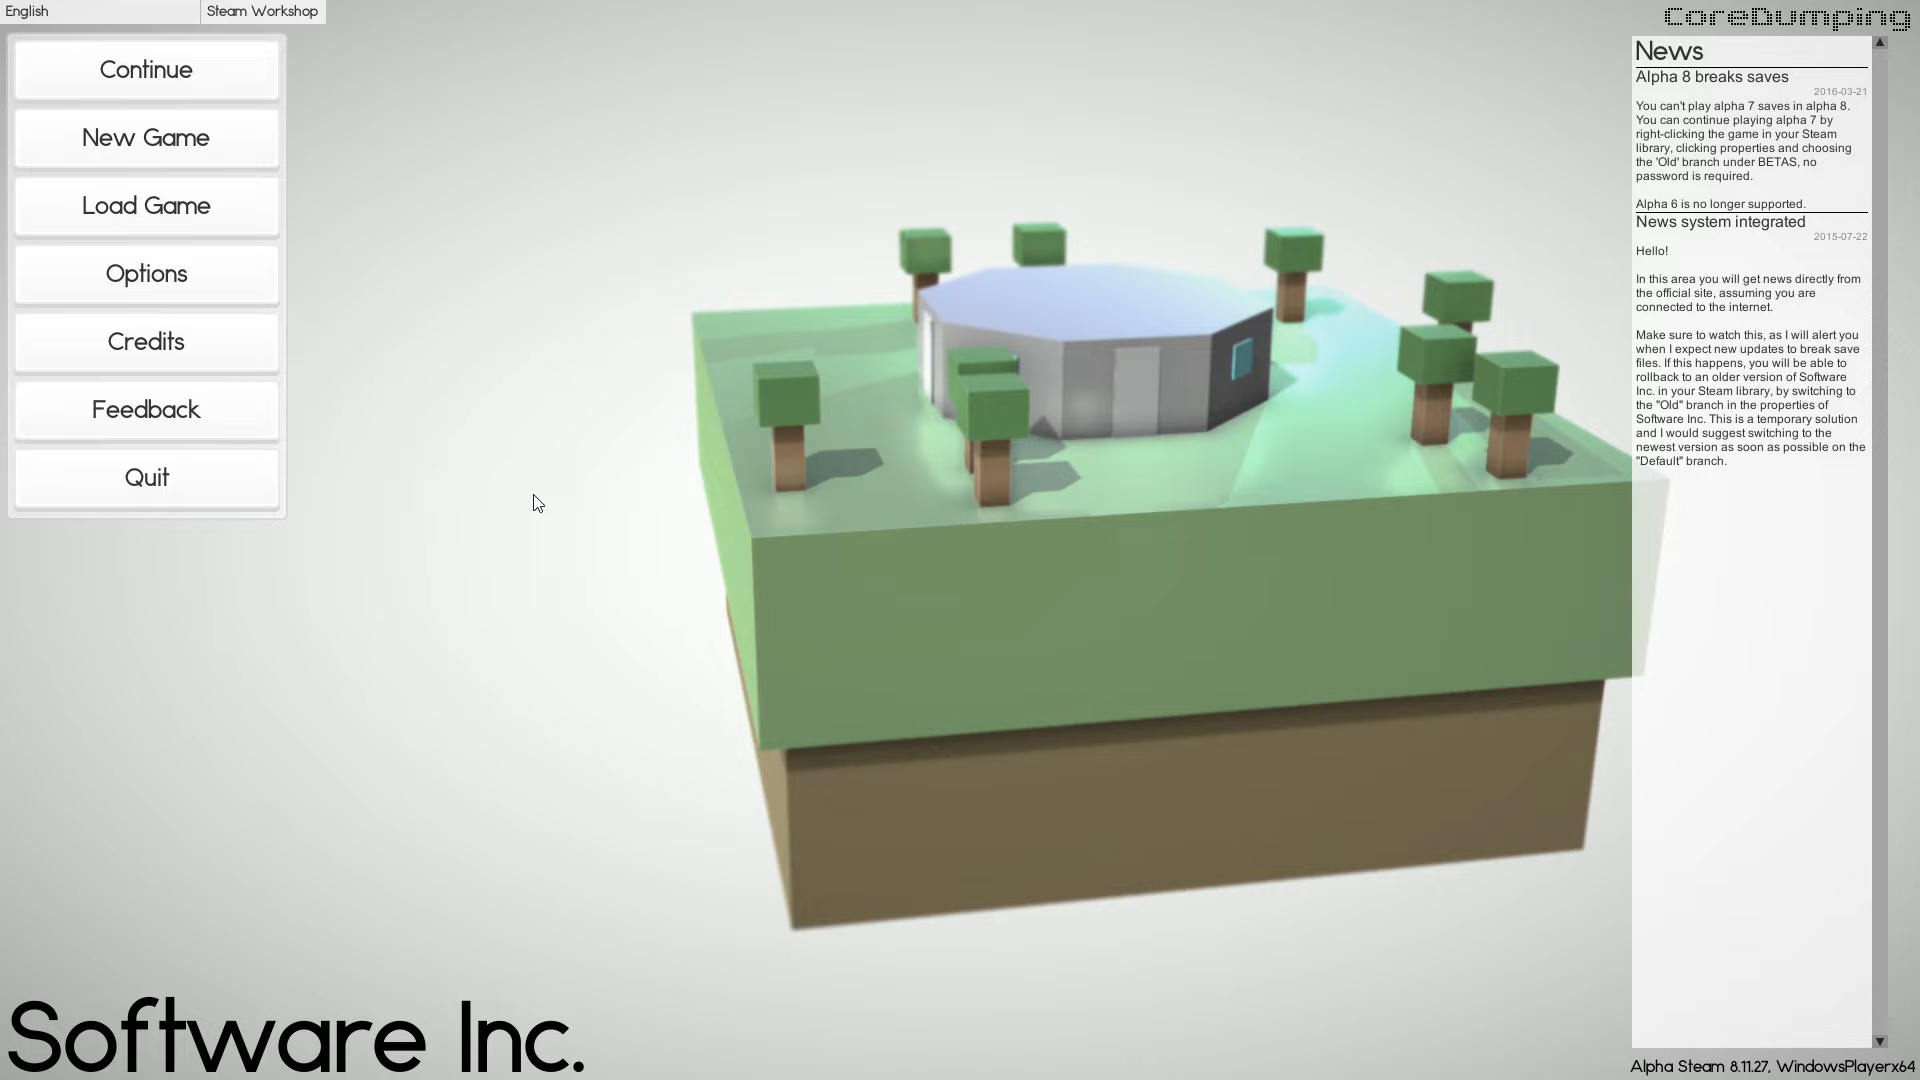 English
Steam Workshop
CoreDumping
Continue
New Game
Load Game
Options
Credits
Feedback
Quit
News
Alpha 8 breaks saves
2016-03-21
You can't play alpha 7 saves in alpha 8.
You can continue playing alpha 7 by
right-clicking the game in your Steam
library, clicking properties and choosing
the 'Old' branch under BETAS, no
password is required.
Alpha 6 is no longer supported.
News system integrated
2015-07-22
Hello!
In this area you will get news directly from
the official site, assuming you are
connected to the internet.
Make sure to watch this, as I will alert you
when I expect new updates to break save
files. If this happens, you will be able to
rollback to an older version of Software
Inc. in your Steam library, by switching to
the "Old" branch in the properties of
Software Inc. This is a temporary solution
and I would suggest switching to the
newest version as soon as possible on the
"Default" branch.
Software Inc.
Alpha Steam 8.11.27, WindowsPlayerx64